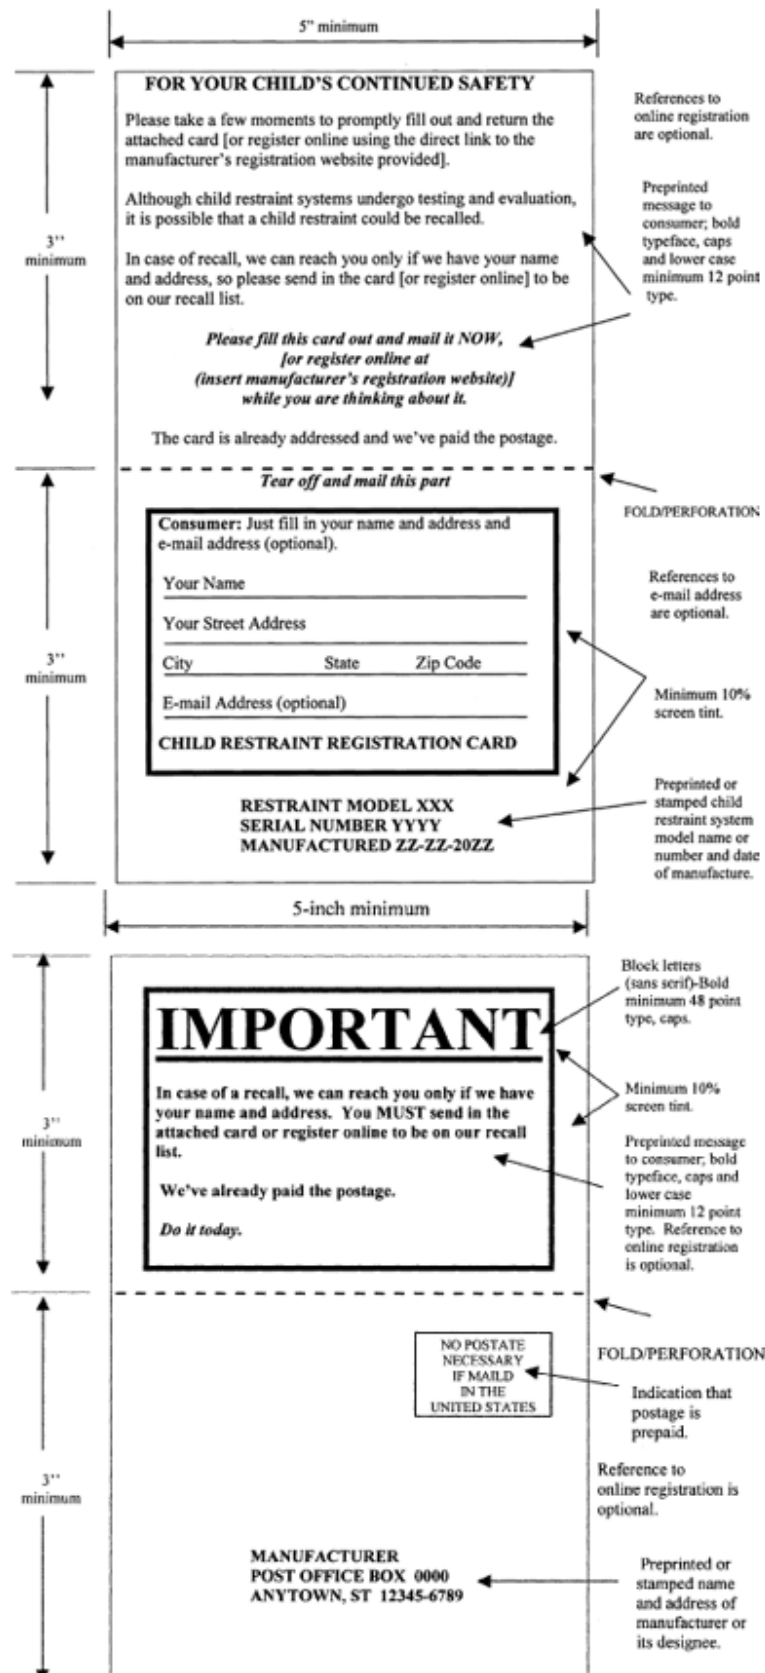 5” minimum
FOR YOUR CHILD’S CONTINUED SAFETY
Please take a few moments to promptly fill out and return the
attached card [or register online using the direct link to the
manufacturer’s registration website provided].
Although child restraint systems undergo testing and evaluation,
it is possible that a child restraint could be recalled.
In case of recall, we can reach you only if we have your name
and address, so please send in the card [or register online] to be
on our recall list.
Please fill this card out and mail it NOW,
[or register online at
(insert manufacturer’s registration website)]
while you are thinking about it.
The card is already addressed and we’ve paid the postage.
3’’
minimum
References to
online registration
are optional.
Preprinted
message to
consumer; bold
typeface, caps
and lower case
minimum 12 point
type.
Tear off and mail this part
FOLD/PERFORATION
Consumer: Just fill in your name and address and
e-mail address (optional).
Your Name
Your Street Address
City State Zip Code
E-mail Address (optional)
CHILD RESTRAINT REGISTRATION CARD
RESTRAINT MODEL XXX
SERIAL NUMBER YYYY
MANUFACTURED ZZ-ZZ-20ZZ
3’’
minimum
References to
e-mail address
are optional.
Minimum 10%
screen tint.
Preprinted or
stamped child
restraint system
model name or
number and date
of manufacture.
5-inch minimum
IMPORTANT
In case of a recall, we can reach you only if we have
your name and address. You MUST send in the
attached card or register online to be on our recall
list.
We’ve already paid the postage.
Do it today.
3’’
minimum
Block letters
(sans serif)-Bold
minimum 48 point
type, caps.
Minimum 10%
screen tint.
Preprinted message
to consumer; bold
typeface, caps and
lower case
minimum 12 point
type. Reference to
online registration
is optional.
FOLD/PERFORATION
NO POSTATE
NECESSARY
IF MAILD
IN THE
UNITED STATES
Indication that
postage is
prepaid.
Reference to
online registration is
optional.
3’’
minimum
MANUFACTURER
POST OFFICE BOX 0000
ANYTOWN, ST 12345-6789
Preprinted or
stamped name
and address of
manufacturer or
its designee.